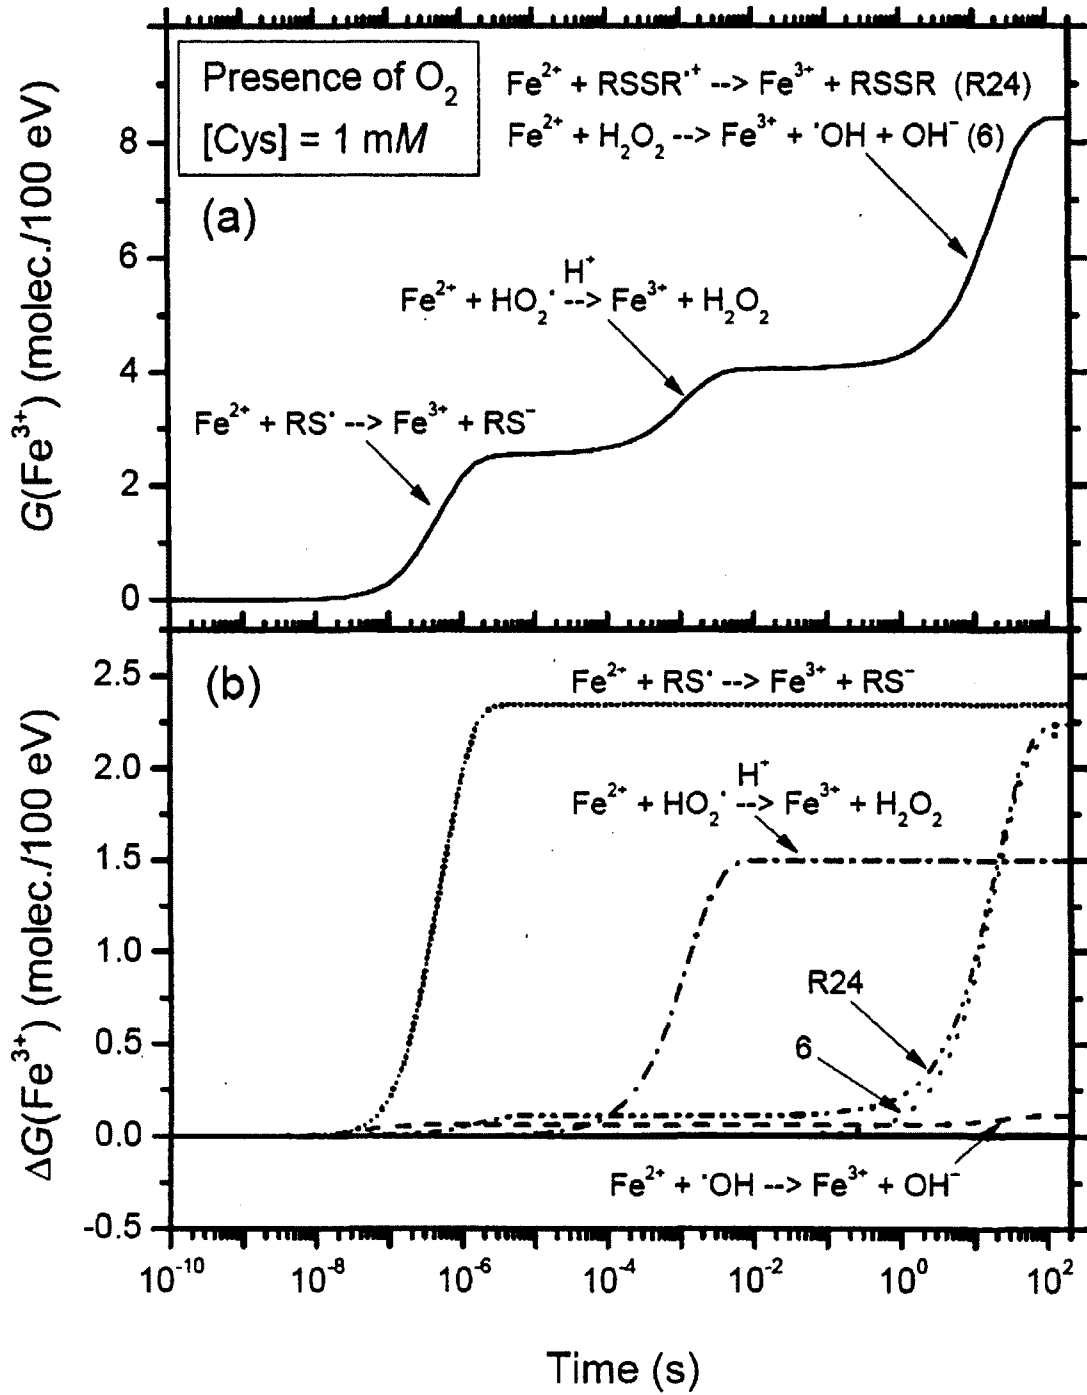 Presence of O₂
[Cys] = 1 mM
Fe²⁺ + RSSR˙⁺ --> Fe³⁺ + RSSR (R24)
Fe²⁺ + H₂O₂ --> Fe³⁺ + ˙OH + OH⁻ (6)
(a)
H⁺
Fe²⁺ + HO₂˙ --> Fe³⁺ + H₂O₂
Fe²⁺ + RS˙ --> Fe³⁺ + RS⁻
G(Fe³⁺) (molec./100 eV)
8
6
4
2
0
(b)
Fe²⁺ + RS˙ --> Fe³⁺ + RS⁻
H⁺
Fe²⁺ + HO₂˙ --> Fe³⁺ + H₂O₂
R24
6
Fe²⁺ + ˙OH --> Fe³⁺ + OH⁻
ΔG(Fe³⁺) (molec./100 eV)
2.5
2.0
1.5
1.0
0.5
0.0
-0.5
10⁻¹⁰ 10⁻⁸ 10⁻⁶ 10⁻⁴ 10⁻² 10⁰ 10²
Time (s)